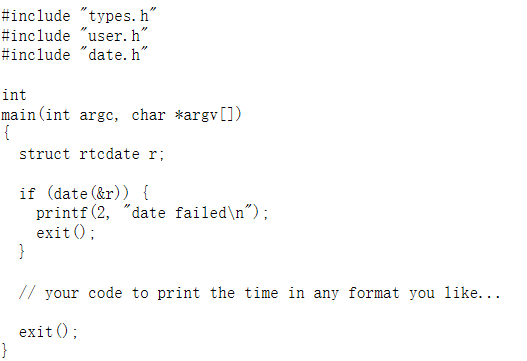 #include "types.h"
#include "user.h"
#include "date.h"

int
main(int argc, char *argv[])
{
  struct rtcdate r;

  if (date(&r)) {
    printf(2, "date failed\n");
    exit();
  }

  // your code to print the time in any format you like...

  exit();
}